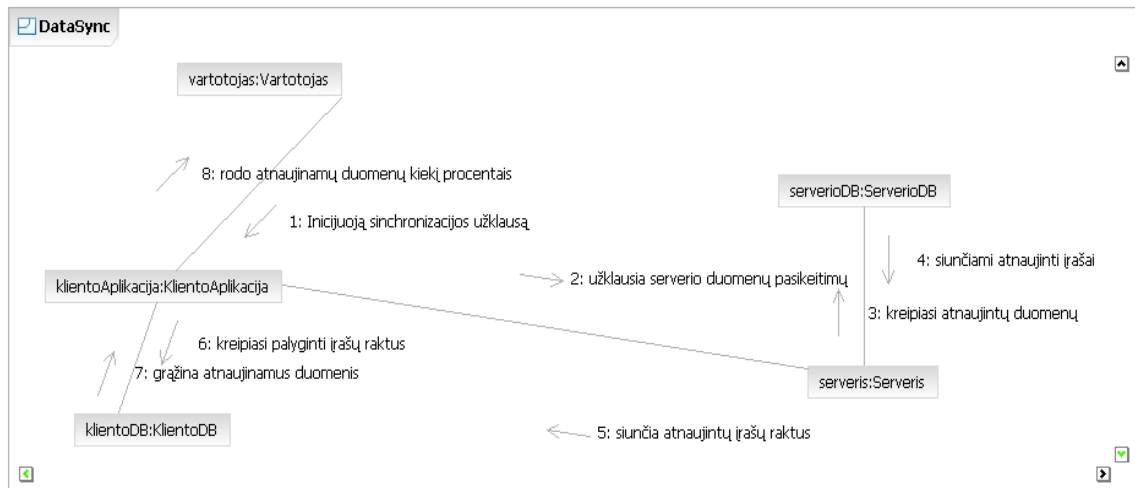 DataSync
vartotojas:Vartotojas
8: rodo atnaujinamų duomenų kiekį procentais
serverioDB:ServerioDB
1: Inicijuoją sinchronizacijos užklausą
4: siunčiami atnaujinti įrašai
klientoAplikacija:KlientoAplikacija
2: užklausia serverio duomenų pasikeitimų
3: kreipiasi atnaujintų duomenų
6: kreipiasi palyginti įrašų raktus
7: grąžina atnaujinamus duomenis
serveris:Serveris
klientoDB:KlientoDB
5: siunčia atnaujintų įrašų raktus